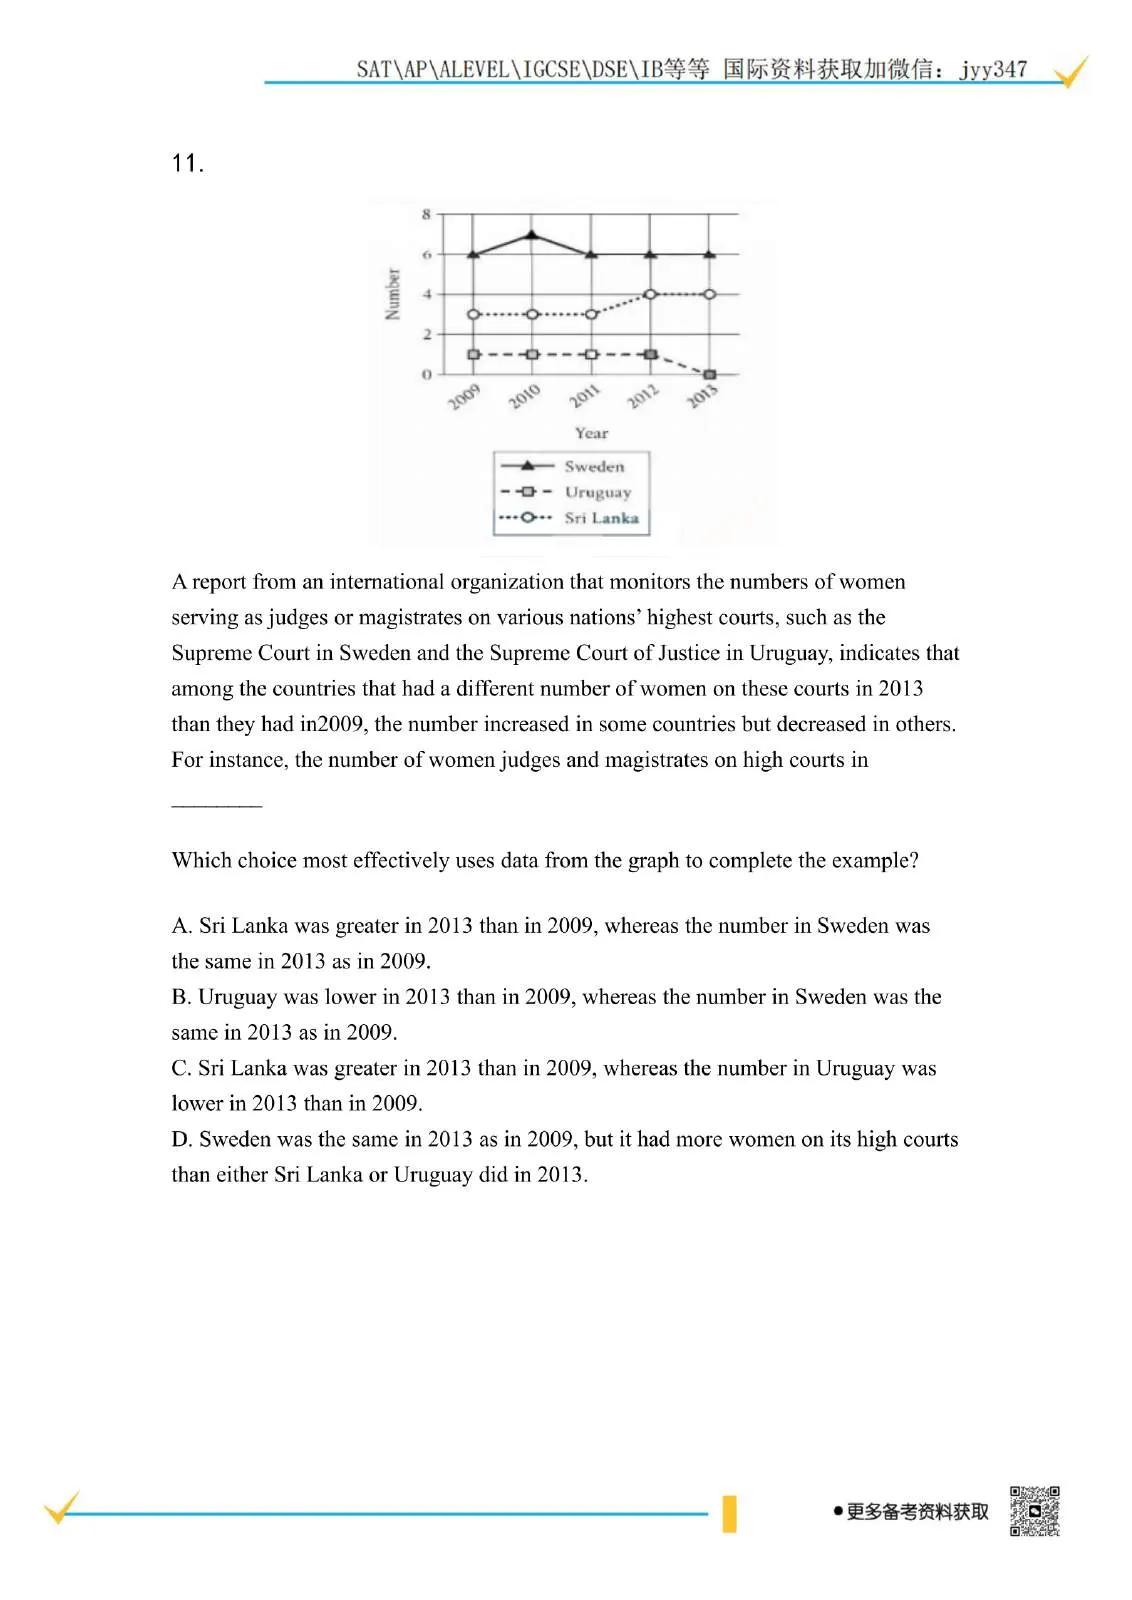 SAT\AP\ALEVEL\IGCSE\DSE\IB等等 国际资料获取加微信：jyy347
11.
8
6
4
2
0
Number
2009
2010
2011
2012
2013
Year
Sweden
Uruguay
Sri Lanka
A report from an international organization that monitors the numbers of women
serving as judges or magistrates on various nations’ highest courts, such as the
Supreme Court in Sweden and the Supreme Court of Justice in Uruguay, indicates that
among the countries that had a different number of women on these courts in 2013
than they had in2009, the number increased in some countries but decreased in others.
For instance, the number of women judges and magistrates on high courts in
________
Which choice most effectively uses data from the graph to complete the example?
A. Sri Lanka was greater in 2013 than in 2009, whereas the number in Sweden was
the same in 2013 as in 2009.
B. Uruguay was lower in 2013 than in 2009, whereas the number in Sweden was the
same in 2013 as in 2009.
C. Sri Lanka was greater in 2013 than in 2009, whereas the number in Uruguay was
lower in 2013 than in 2009.
D. Sweden was the same in 2013 as in 2009, but it had more women on its high courts
than either Sri Lanka or Uruguay did in 2013.
●更多备考资料获取